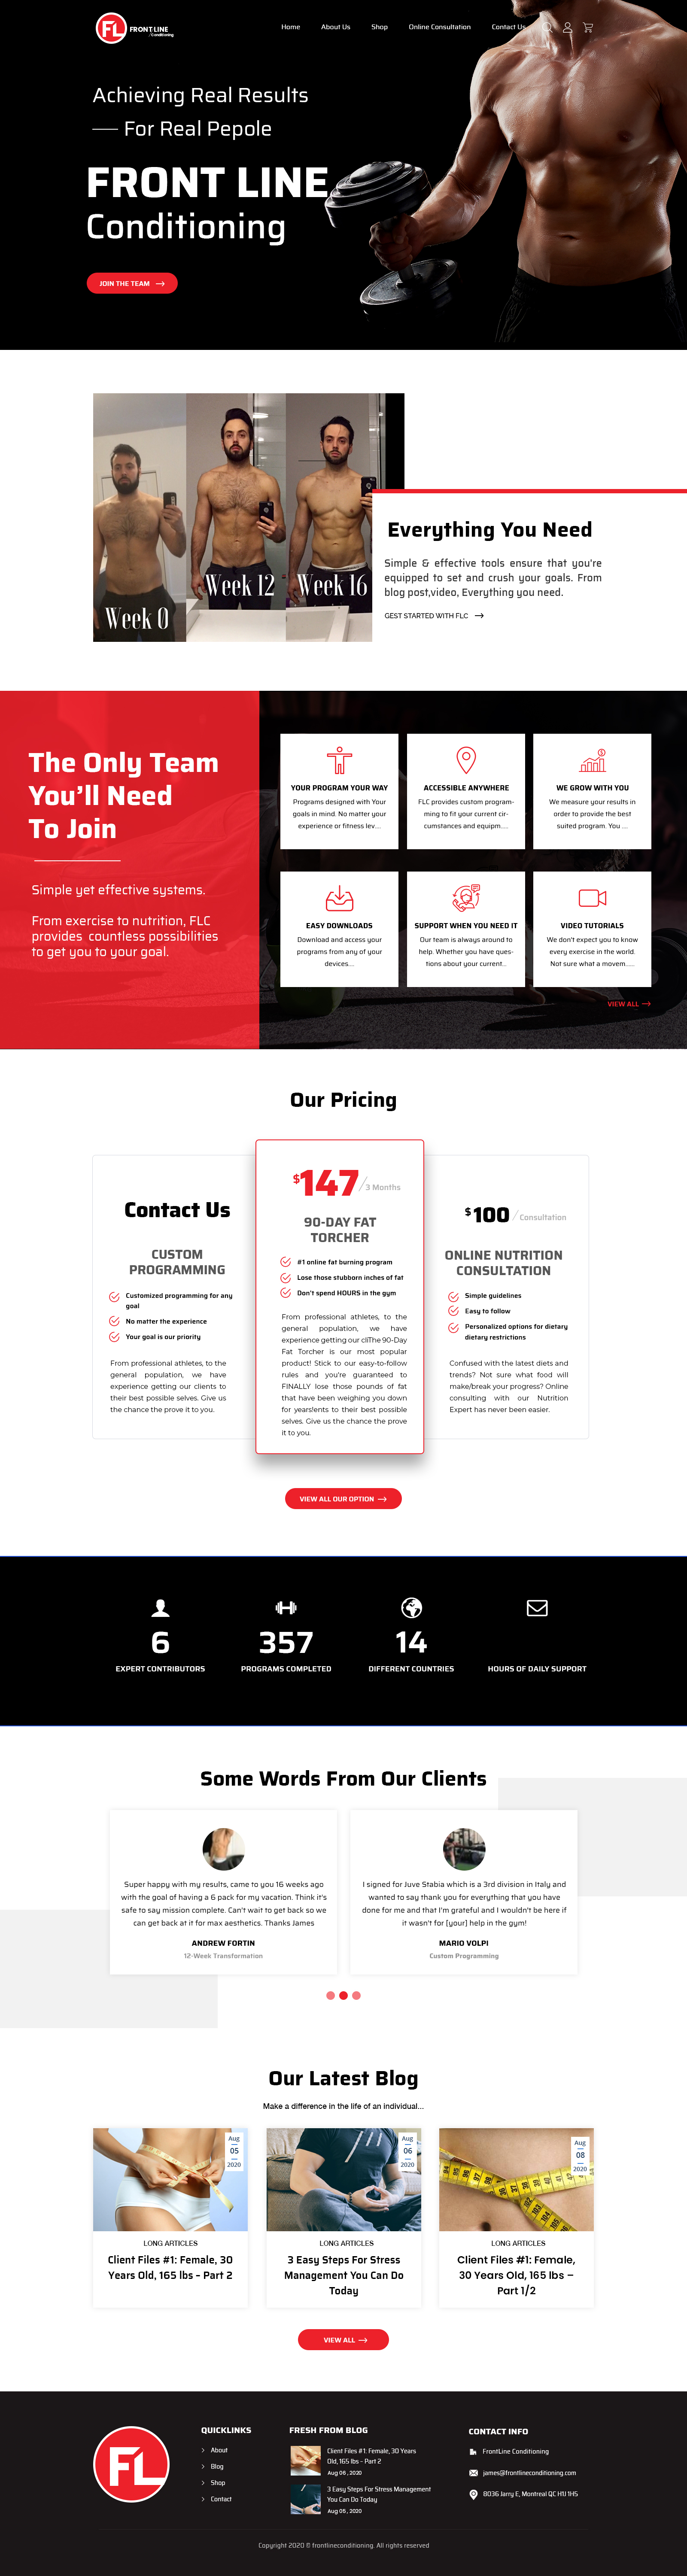 FRONT LINE
Conditioning
Home About Us Shop Online Consultation Contact Us
Achieving Real Results
For Real Pepole
FRONT LINE
Conditioning
JOIN THE TEAM
Week 0
Week 12
Week 16
Everything You Need
Simple & effective tools ensure that you're
equipped to set and crush your goals. From
blog post,video, Everything you need.
GEST STARTED WITH FLC
The Only Team
You'll Need
To Join
Simple yet effective systems.
From exercise to nutrition, FLC
provides countless possibilities
to get you to your goal.
YOUR PROGRAM YOUR WAY
Programs designed with Your
goals in mind. No matter your
experience or fitness lev....
ACCESSIBLE ANYWHERE
FLC provides custom program-
ming to fit your current cir-
cumstances and equipm.....
WE GROW WITH YOU
We measure your results in
order to provide the best
suited program. You ....
EASY DOWNLOADS
Download and access your
programs from any of your
devices....
SUPPORT WHEN YOU NEED IT
Our team is always around to
help. Whether you have ques-
tions about your current..
VIDEO TUTORIALS
We don't expect you to know
every exercise in the world.
Not sure what a movem......
VIEW ALL
Our Pricing
Contact Us
CUSTOM
PROGRAMMING
Customized programming for any
goal
No matter the experience
Your goal is our priority
From professional athletes, to the
general population, we have
experience getting our clients to
their best possible selves. Give us
the chance the prove it to you.
$147/3 Months
90-DAY FAT
TORCHER
#1 online fat burning program
Lose those stubborn inches of fat
Don't spend HOURS in the gym
From professional athletes, to the
general population, we have
experience getting our cliThe 90-Day
Fat Torcher is our most popular
product! Stick to our easy-to-follow
rules and you're guaranteed to
FINALLY lose those pounds of fat
that have been weighing you down
for years!ents to their best possible
selves. Give us the chance the prove
it to you.
$100/Consultation
ONLINE NUTRITION
CONSULTATION
Simple guidelines
Easy to follow
Personalized options for dietary
dietary restrictions
Confused with the latest diets and
trends? Not sure what food will
make/break your progress? Online
consulting with our Nutrition
Expert has never been easier.
VIEW ALL OUR OPTION
6
EXPERT CONTRIBUTORS
357
PROGRAMS COMPLETED
14
DIFFERENT COUNTRIES
HOURS OF DAILY SUPPORT
Some Words From Our Clients
Super happy with my results, came to you 16 weeks ago
with the goal of having a 6 pack for my vacation. Think it's
safe to say mission complete. Can't wait to get back so we
can get back at it for max aesthetics. Thanks James
ANDREW FORTIN
12-Week Transformation
I signed for Juve Stabia which is a 3rd division in Italy and
wanted to say thank you for everything that you have
done for me and that I'm grateful and I wouldn't be here if
it wasn't for [your] help in the gym!
MARIO VOLPI
Custom Programming
Our Latest Blog
Make a difference in the life of an individual...
Aug
05
2020
LONG ARTICLES
Client Files #1: Female, 30
Years Old, 165 lbs - Part 2
Aug
06
2020
LONG ARTICLES
3 Easy Steps For Stress
Management You Can Do
Today
Aug
08
2020
LONG ARTICLES
Client Files #1: Female,
30 Years Old, 165 lbs –
Part 1/2
VIEW ALL
FL
QUICKLINKS
About
Blog
Shop
Contact
FRESH FROM BLOG
Client Files #1: Female, 30 Years
Old, 165 lbs - Part 2
Aug 06 , 2020
3 Easy Steps For Stress Management
You Can Do Today
Aug 05 , 2020
CONTACT INFO
FrontLine Conditioning
james@frontlineconditioning.com
8036 Jarry E, Montreal QC H1J 1H5
Copyright 2020 © frontlineconditioning. All rights reserved